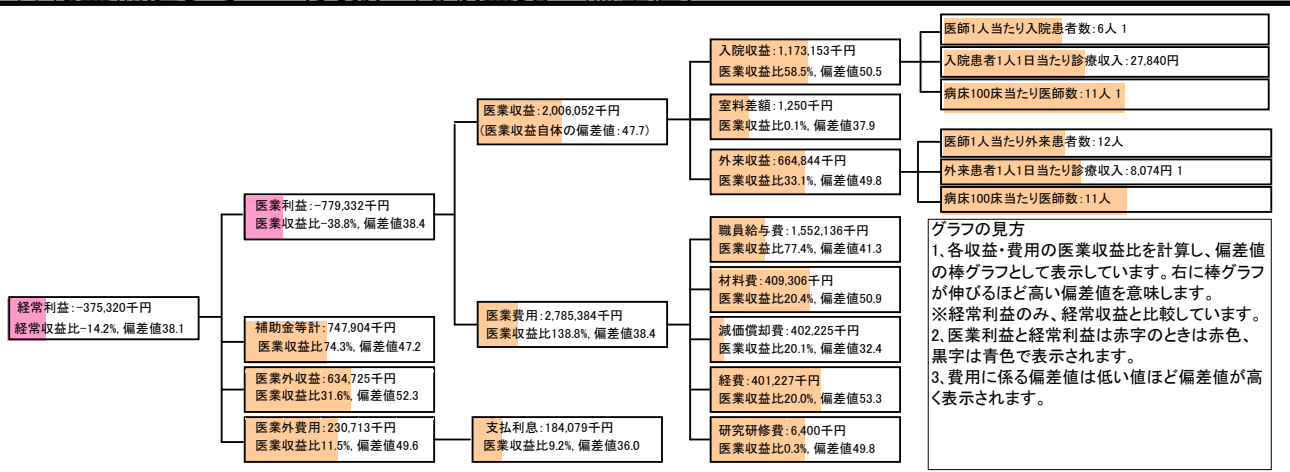 経常利益:-375,320千円
経常収益比-14.2%, 偏差値38.1
医業利益:-779,332千円
医業収益比-38.8%, 偏差値38.4
補助金等計:747,904千円
医業収益比74.3%, 偏差値47.2
医業外収益:634,725千円
医業収益比31.6%, 偏差値52.3
医業外費用:230,713千円
医業収益比11.5%, 偏差値49.6
支払利息:184,079千円
医業収益比9.2%, 偏差値36.0
医業収益:2,006,052千円
(医業収益自体の偏差値:47.7)
医業費用:2,785,384千円
医業収益比138.8%, 偏差値38.4
入院収益:1,173,153千円
医業収益比58.5%, 偏差値50.5
室料差額:1,250千円
医業収益比0.1%, 偏差値37.9
外来収益:664,844千円
医業収益比33.1%, 偏差値49.8
職員給与費:1,552,136千円
医業収益比77.4%, 偏差値41.3
材料費:409,306千円
医業収益比20.4%, 偏差値50.9
減価償却費:402,225千円
医業収益比20.1%, 偏差値32.4
経費:401,227千円
医業収益比20.0%, 偏差値53.3
研究研修費:6,400千円
医業収益比0.3%, 偏差値49.8
医師1人当たり入院患者数:6人 1
入院患者1人1日当たり診療収入:27,840円
病床100床当たり医師数:11人 1
医師1人当たり外来患者数:12人
外来患者1人1日当たり診療収入:8,074円 1
病床100床当たり医師数:11人
グラフの見方
1、各収益・費用の医業収益比を計算し、偏差値
の棒グラフとして表示しています。右に棒グラフ
が伸びるほど高い偏差値を意味します。
※経常利益のみ、経常収益と比較しています。
2、医業利益と経常利益は赤字のときは赤色、
黒字は青色で表示されます。
3、費用に係る偏差値は低い値ほど偏差値が高
く表示されます。